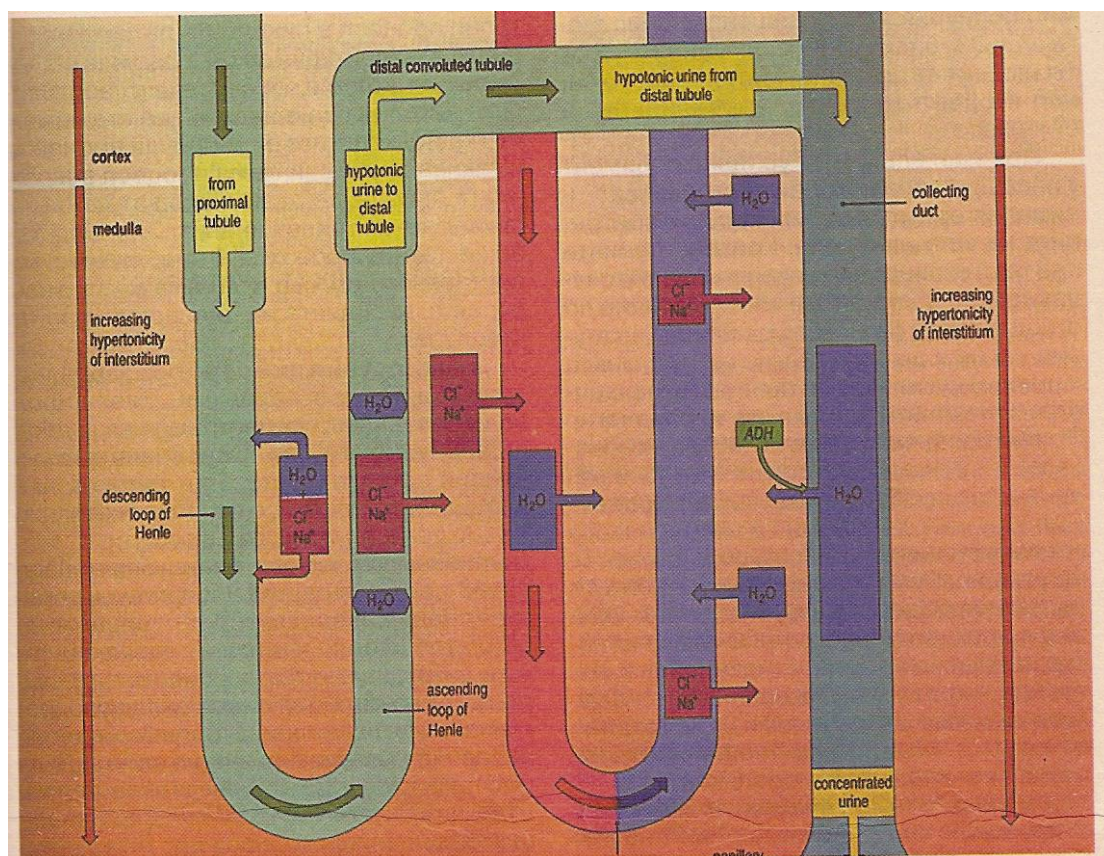 distal convoluted tubule
hypotonic urine from
distal tubule
cortex
from
proximal
tubule
hypotonic
urine to
distal
tubule
H₂O
collecting
duct
medulla
Cl⁻
Na⁺
increasing
hypertonicity
of interstitium
increasing
hypertonicity
of interstitium
H₂O
Cl⁻
Na⁺
ADH
H₂O
+
Cl⁻
Na⁺
Cl⁻
Na⁺
H₂O
H₂O
descending
loop of
Henle
H₂O
H₂O
Cl⁻
Na⁺
ascending
loop of
Henle
concentrated
urine
papillary